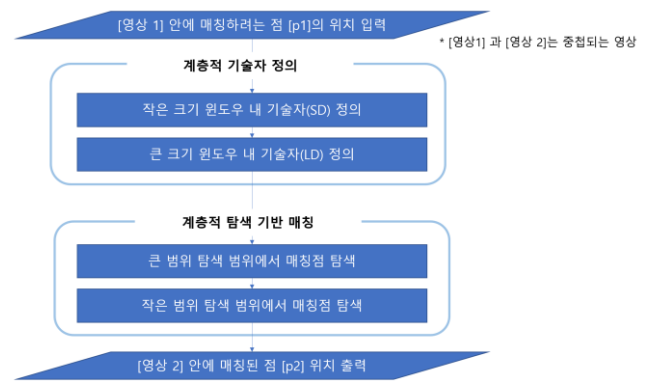 [영상 1] 안에 매칭하려는 점 [p1]의 위치 입력
* [영상1] 과 [영상 2]는 중첩되는 영상
계층적 기술자 정의
작은 크기 윈도우 내 기술자(SD) 정의
큰 크기 윈도우 내 기술자(LD) 정의
계층적 탐색 기반 매칭
큰 범위 탐색 범위에서 매칭점 탐색
작은 범위 탐색 범위에서 매칭점 탐색
[영상 2] 안에 매칭된 점 [p2] 위치 출력